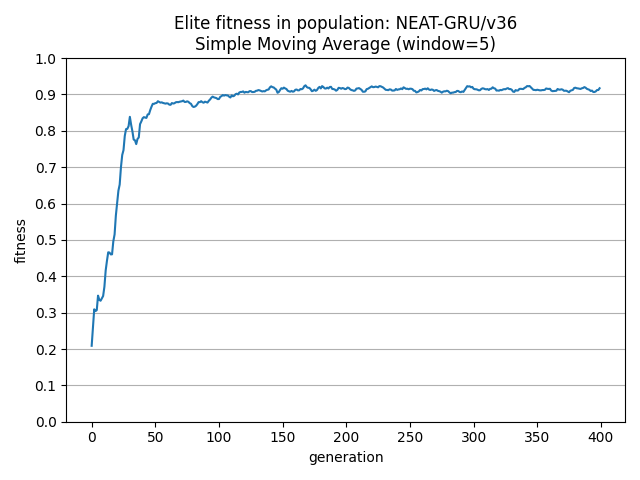 Elite fitness in population: NEAT-GRU/v36
Simple Moving Average (window=5)
1.0
0.9
0.8
0.7
0.6
0.5
0.4
0.3
0.2
0.1
0.0
fitness
0 50 100 150 200 250 300 350 400
generation